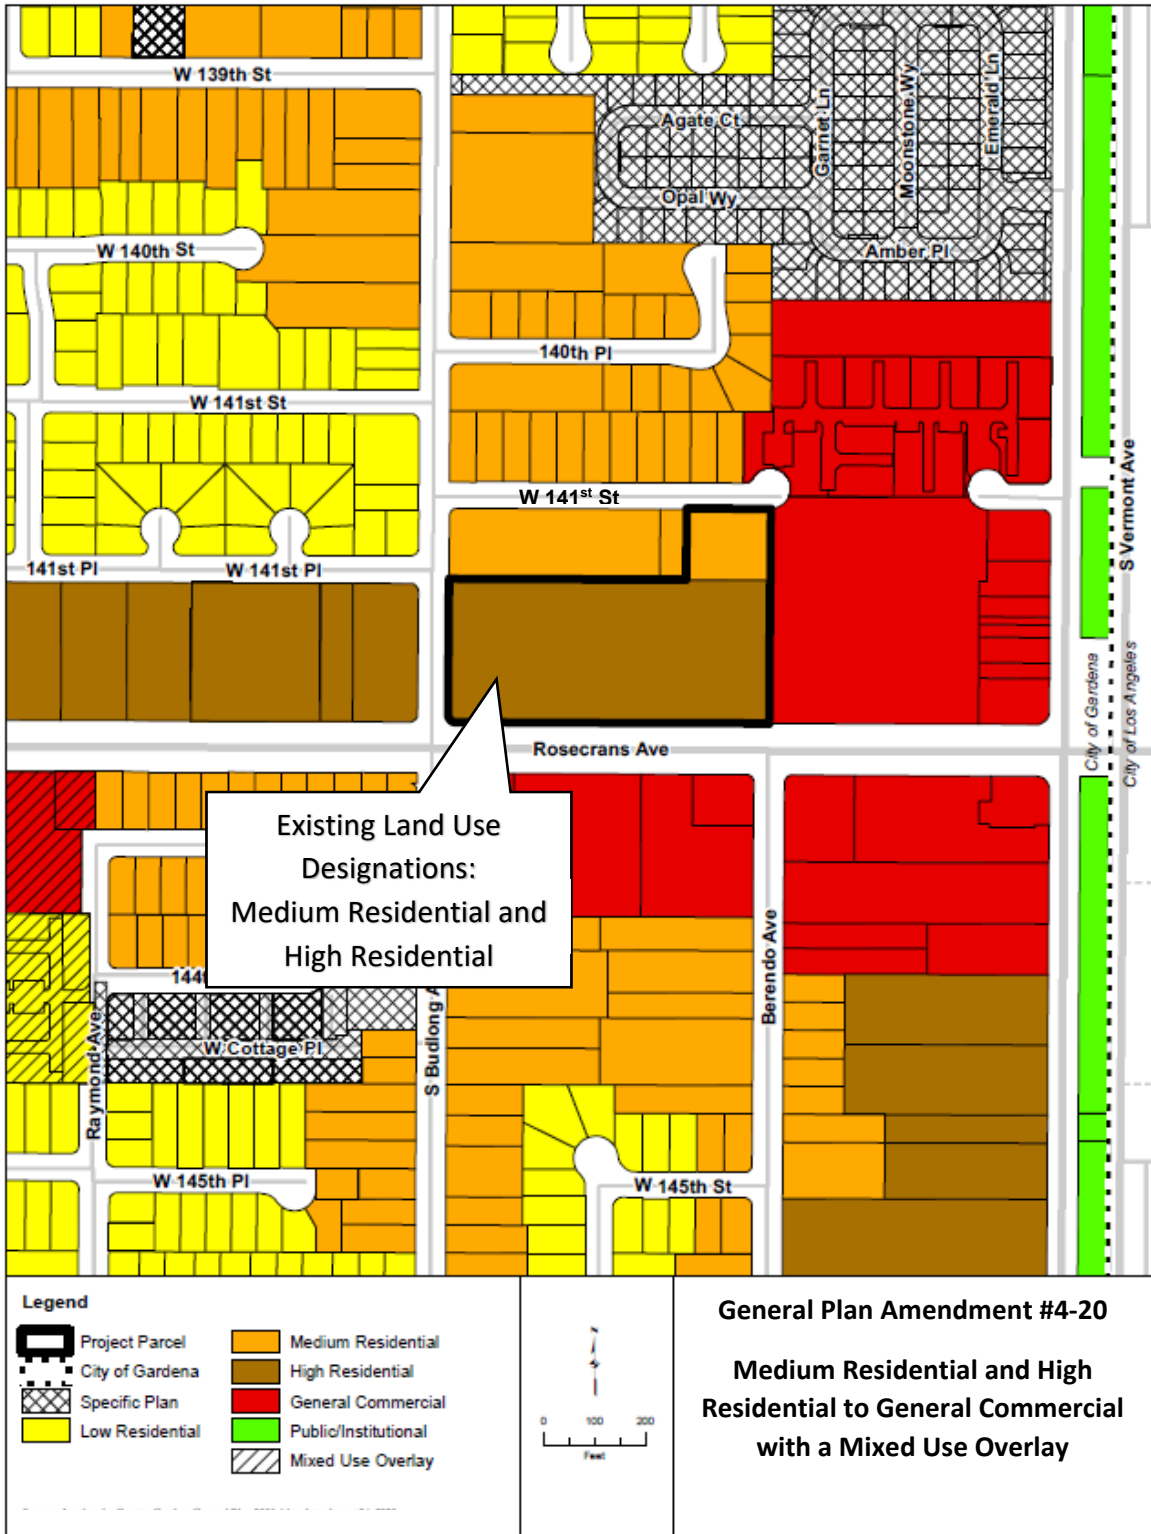 W 139th St
Agate Ct
Garnet Ln
Moonstone Wy
Emerald Ln
Opal Wy
W 140th St
Amber Pl
140th Pl
W 141st St
W 141st St
S Vermont Ave
141st Pl
W 141st Pl
City of Gardena
City of Los Angeles
Rosecrans Ave
Existing Land Use
Designations:
Medium Residential and
High Residential
Berendo Ave
144t
S Budlong A
Raymond Ave
W Cottage Pl
W 145th Pl
W 145th St
Legend
Project Parcel
City of Gardena
Specific Plan
Low Residential
Medium Residential
High Residential
General Commercial
Public/Institutional
Mixed Use Overlay
N
0 100 200
Feet
General Plan Amendment #4-20
Medium Residential and High
Residential to General Commercial
with a Mixed Use Overlay